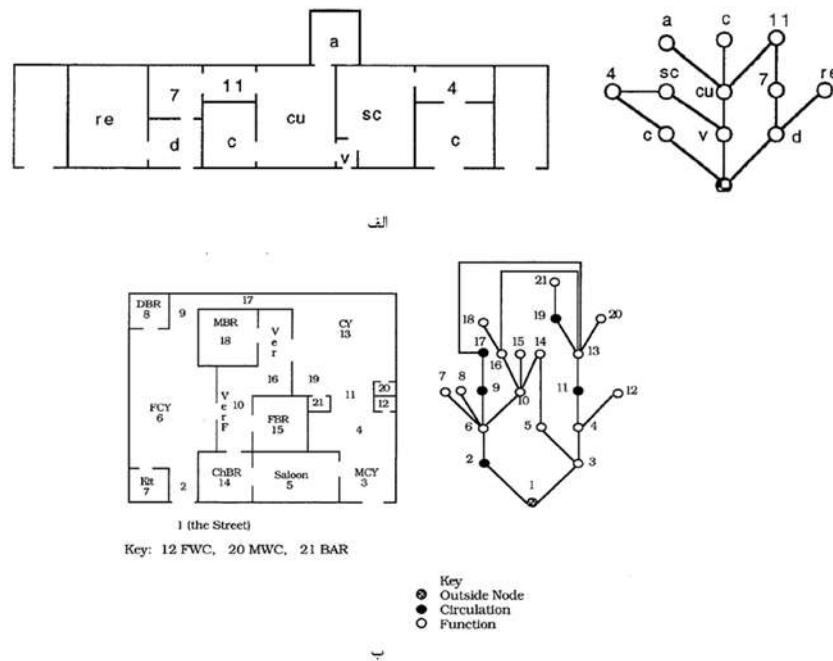 a
re
7
11
cu
sc
4
d
c
v
c
a
c
11
4
sc
cu
7
re
c
v
d
الف
DBR
8
9
17
MBR
18
Ver
CY
13
16
19
11
20
12
FCY
6
VerF
10
21
FBR
15
4
Kit
7
2
ChBR
14
Saloon
5
MCY
3
1 (the Street)
Key: 12 FWC, 20 MWC, 21 BAR
21
18
19
20
17
16
15
14
13
7
8
9
10
11
12
6
5
4
2
3
1
Key
Outside Node
Circulation
Function
ب